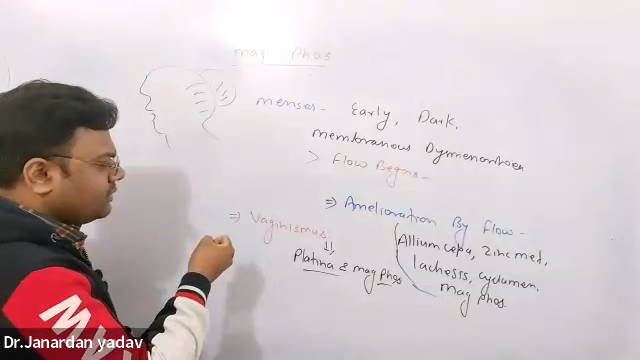 mag phos
menses - Early, Dark,
membranous Dysmenorrhoea
> Flow Begins -
⇒ Amelioration By Flow -
Allium cepa, Zinc met,
lachesis, cyclamen,
mag phos
⇒ Vaginismus
Platina & mag phos
Dr.Janardan yadav